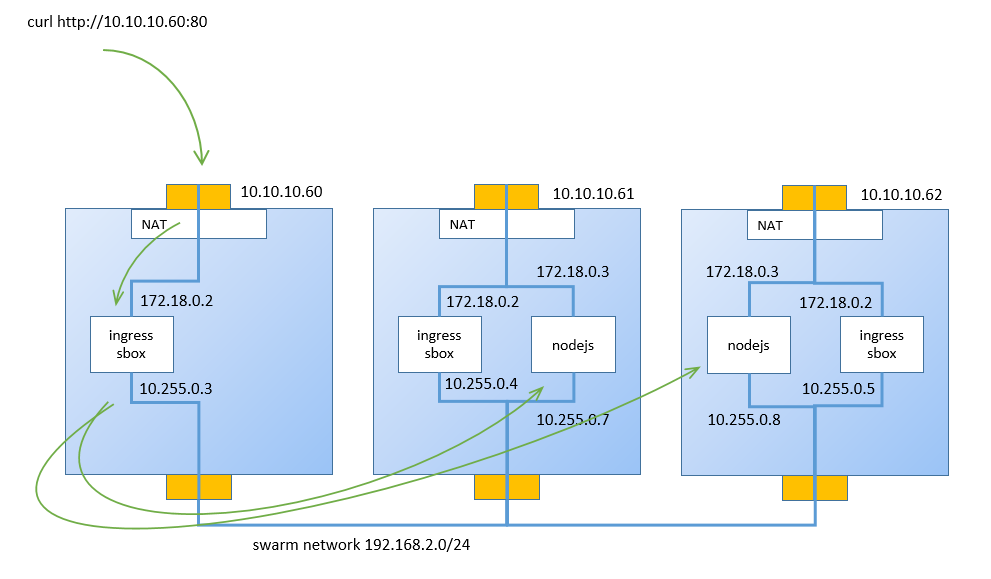 curl http://10.10.10.60:80
10.10.10.60
10.10.10.61
10.10.10.62
NAT
NAT
NAT
172.18.0.3
172.18.0.3
172.18.0.2
172.18.0.2
172.18.0.2
ingress
sbox
ingress
sbox
nodejs
nodejs
ingress
sbox
10.255.0.3
10.255.0.4
10.255.0.5
10.255.0.7
10.255.0.8
swarm network 192.168.2.0/24